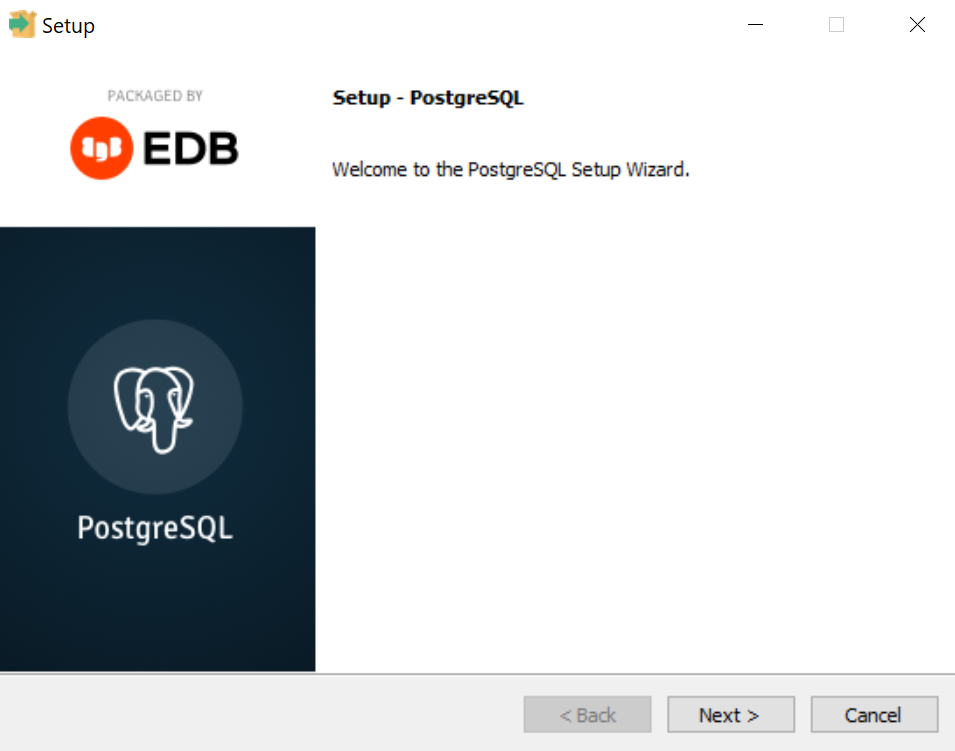 Setup
PACKAGED BY
EDB
Setup - PostgreSQL
Welcome to the PostgreSQL Setup Wizard.
PostgreSQL
< Back
Next >
Cancel